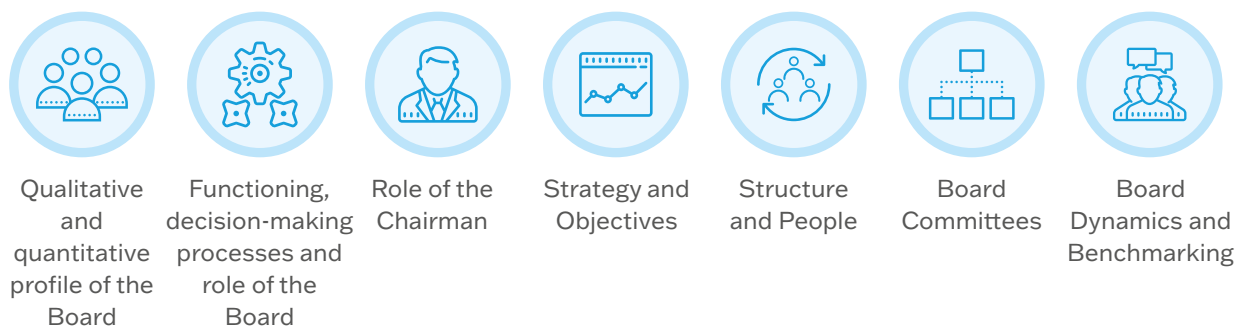 Qualitative
and
quantitative
profile of the
Board
Functioning,
decision-making
processes and
role of the
Board
Role of the
Chairman
Strategy and
Objectives
Structure
and People
Board
Committees
Board
Dynamics and
Benchmarking